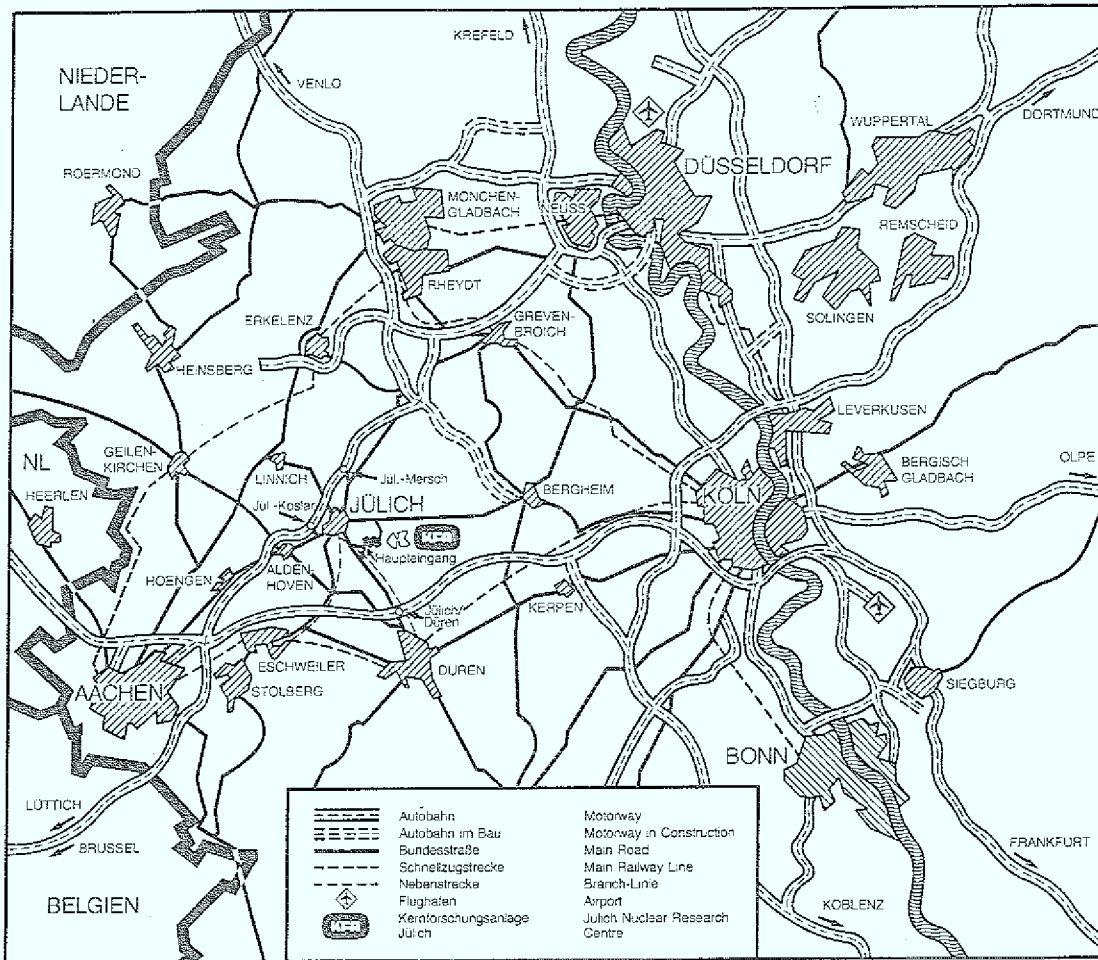 KREFELD
NIEDER-
LANDE
VENLO
WUPPERTAL
DORTMUND
DÜSSELDORF
ROERMOND
MÖNCHEN-
GLADBACH
NEUSS
REMSCHEID
RHEYDT
ERKELENZ
GREVEN-
BROICH
SOLINGEN
HEINSBERG
LEVERKUSEN
GEILEN-
KIRCHEN
NL
LINNICH
Jül.-Mersch
BERGISCH
GLADBACH
OLPE
HEERLEN
Jül.-Koslar
JÜLICH
BERGHEIM
KÖLN
KFA
Haupteingang
HOENGEN
ALDEN-
HOVEN
KERPEN
Jülich/
Düren
ESCHWEILER
DÜREN
AACHEN
STOLBERG
SIEGBURG
BONN
LÜTTICH
BRÜSSEL
FRANKFURT
BELGIEN
KOBLENZ
Autobahn Motorway
Autobahn im Bau Motorway in Construction
Bundesstraße Main Road
Schnellzugstrecke Main Railway Line
Nebenstrecke Branch-Line
Flughafen Airport
KFA Kernforschungsanlage Jülich Nuclear Research
Jülich Centre